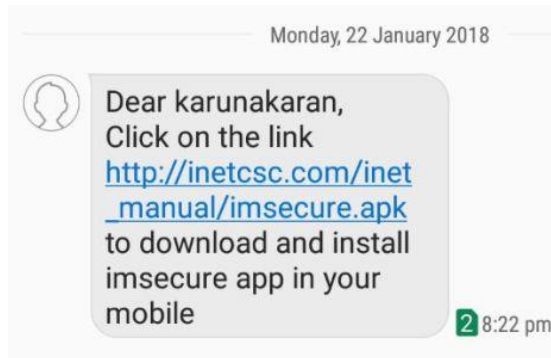 Monday, 22 January 2018
Dear karunakaran,
Click on the link
http://inetcsc.com/inet
_manual/imsecure.apk
to download and install
imsecure app in your
mobile
2 8:22 pm